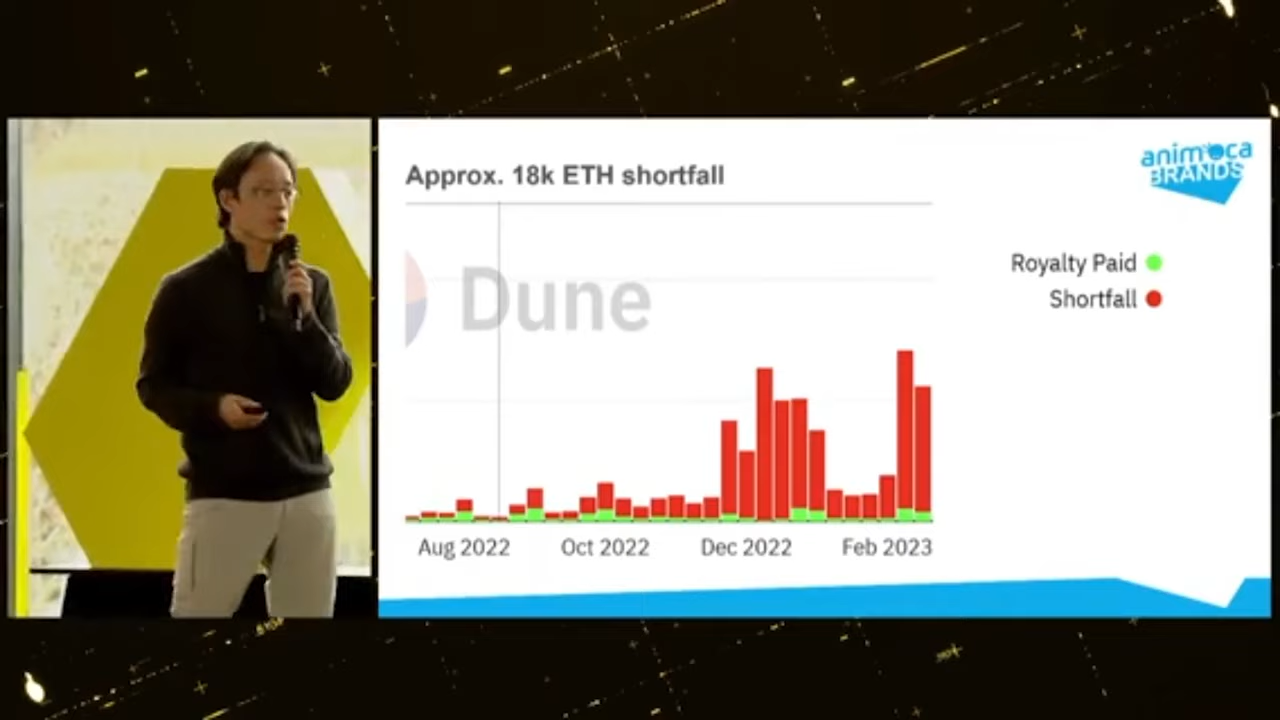 Approx. 18k ETH shortfall
animoca
BRANDS
Dune
Royalty Paid
Shortfall
Aug 2022
Oct 2022
Dec 2022
Feb 2023